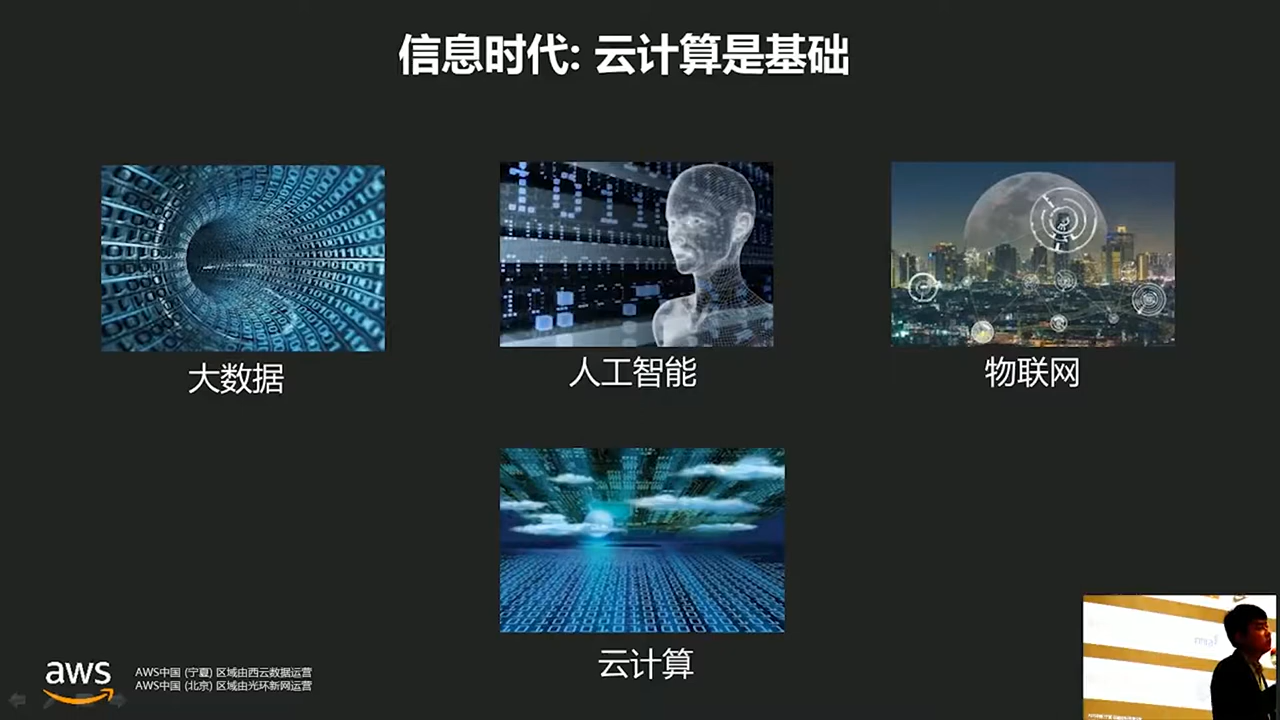 信息时代: 云计算是基础
大数据
人工智能
物联网
云计算
aws
AWS中国 (宁夏) 区域由西云数据运营
AWS中国 (北京) 区域由光环新网运营